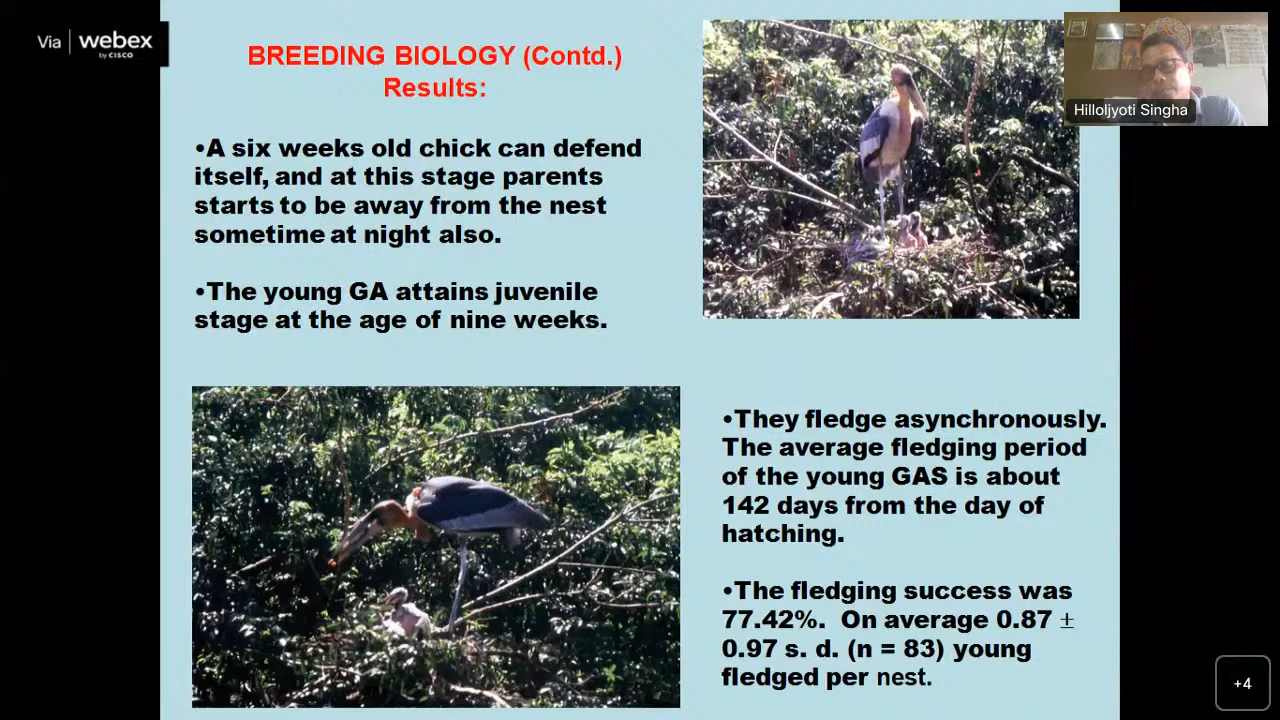 Via | webex
by CISCO
BREEDING BIOLOGY (Contd.)
Results:
•A six weeks old chick can defend
itself, and at this stage parents
starts to be away from the nest
sometime at night also.
•The young GA attains juvenile
stage at the age of nine weeks.
•They fledge asynchronously.
The average fledging period
of the young GAS is about
142 days from the day of
hatching.
•The fledging success was
77.42%.  On average 0.87 ±
0.97 s. d. (n = 83) young
fledged per nest.
Hilloljyoti Singha
+4